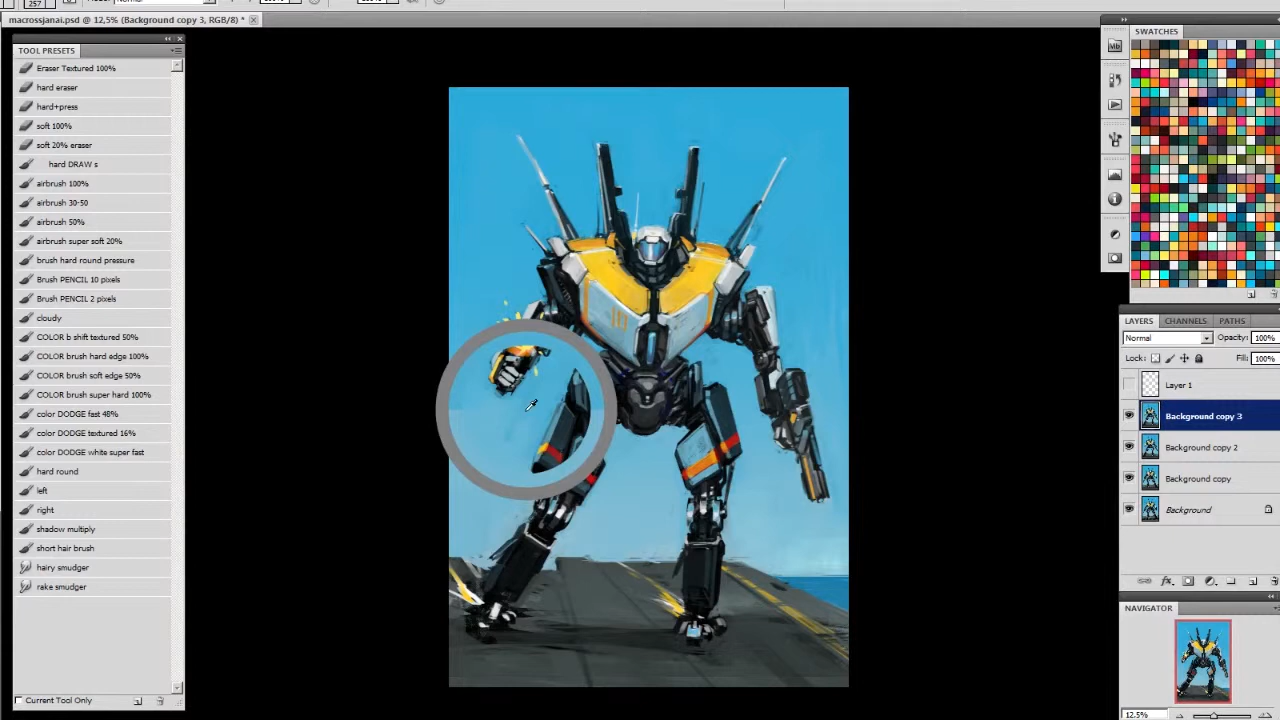 257
macrossjanai.psd @ 12,5% (Background copy 3, RGB/8) *
TOOL PRESETS
Eraser Textured 100%
hard eraser
hard+press
soft 100%
soft 20% eraser
hard DRAW s
airbrush 100%
airbrush 30-50
airbrush 50%
airbrush super soft 20%
brush hard round pressure
Brush PENCIL 10 pixels
Brush PENCIL 2 pixels
cloudy
COLOR b shift textured 50%
COLOR brush hard edge 100%
COLOR brush soft edge 50%
COLOR brush super hard 100%
color DODGE fast 48%
color DODGE textured 16%
color DODGE white super fast
hard round
left
right
shadow multiply
short hair brush
hairy smudger
rake smudger
Current Tool Only
SWATCHES
Mb
LAYERS CHANNELS PATHS
Normal Opacity: 100%
Lock: Fill: 100%
Layer 1
Background copy 3
Background copy 2
Background copy
Background
fx
NAVIGATOR
12.5%